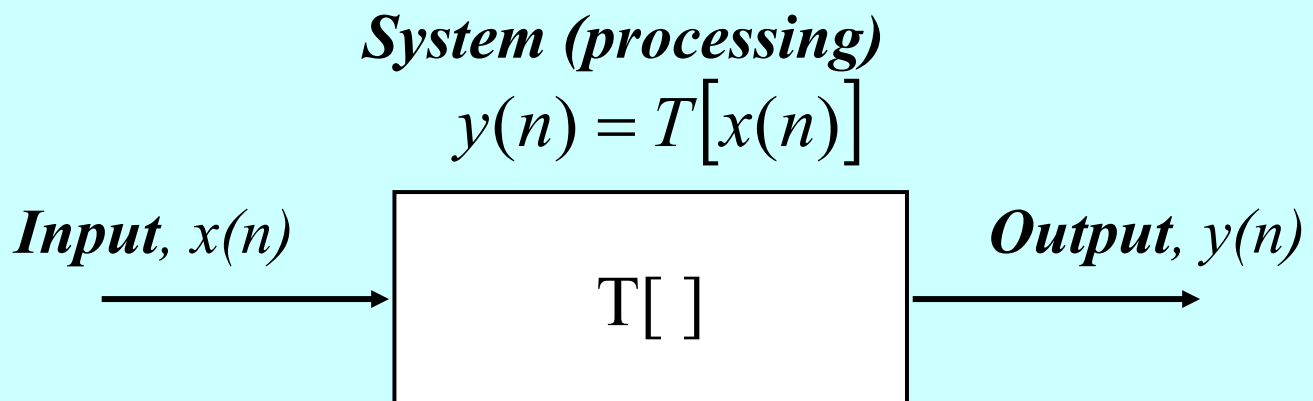 System (processing)
y(n) = T[x(n)]
Input, x(n)
Output, y(n)
T[ ]